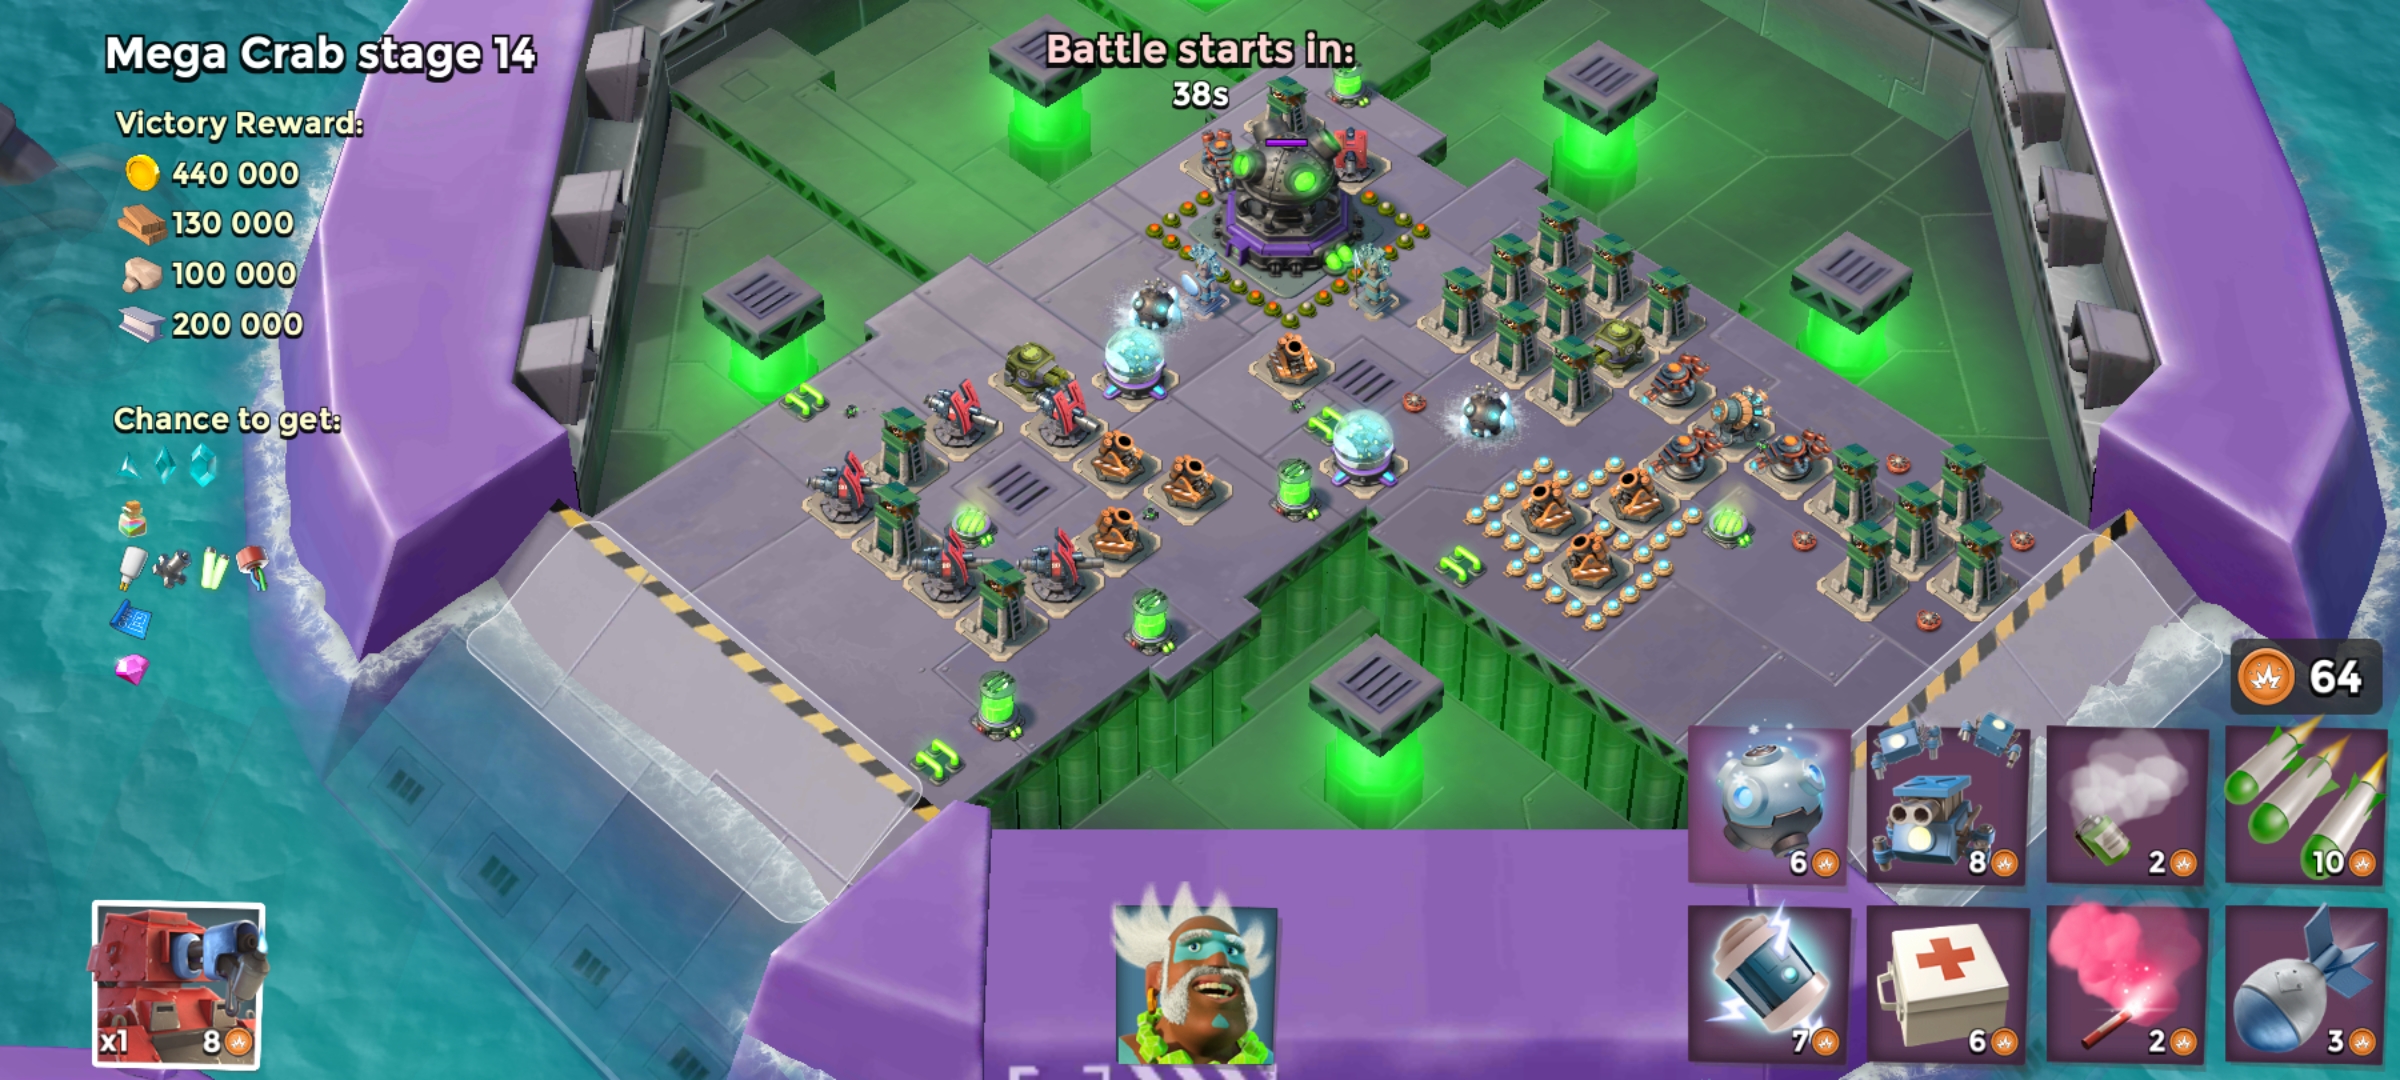 Mega Crab stage 14
Battle starts in:
38s
Victory Reward:
440 000
130 000
100 000
200 000
Chance to get:
64
6
8
2
10
7
6
2
3
x1
8